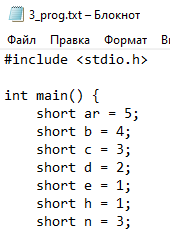 3_prog.txt – Блокнот
Файл Правка Формат В
#include <stdio.h>
int main() {
short ar = 5;
short b = 4;
short c = 3;
short d = 2;
short e = 1;
short h = 1;
short n = 3;